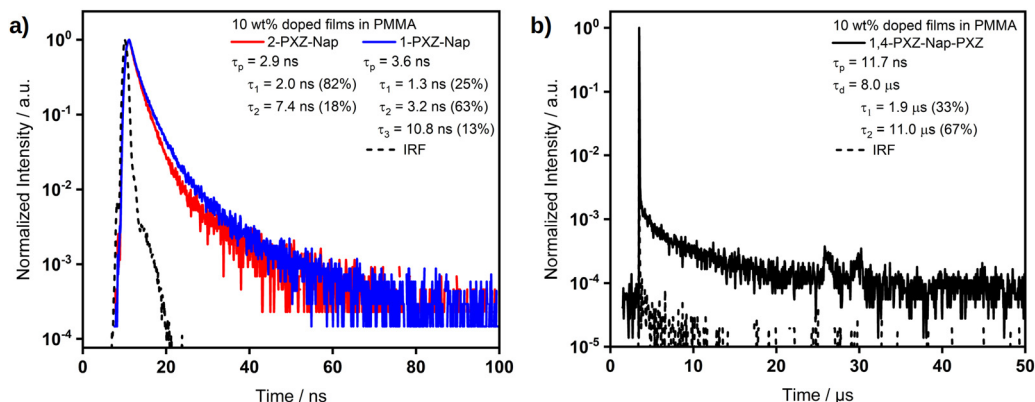 a)
10 wt% doped films in PMMA
2-PXZ-Nap 1-PXZ-Nap
τp = 2.9 ns τp = 3.6 ns
τ1 = 2.0 ns (82%) τ1 = 1.3 ns (25%)
τ2 = 7.4 ns (18%) τ2 = 3.2 ns (63%)
τ3 = 10.8 ns (13%)
IRF
Normalized Intensity / a.u.
10⁰
10⁻¹
10⁻²
10⁻³
10⁻⁴
0 20 40 60 80 100
Time / ns
b)
10 wt% doped films in PMMA
1,4-PXZ-Nap-PXZ
τp = 11.7 ns
τd = 8.0 µs
τ1 = 1.9 µs (33%)
τ2 = 11.0 µs (67%)
IRF
Normalized Intensity / a.u.
10⁰
10⁻¹
10⁻²
10⁻³
10⁻⁴
10⁻⁵
0 10 20 30 40 50
Time / µs